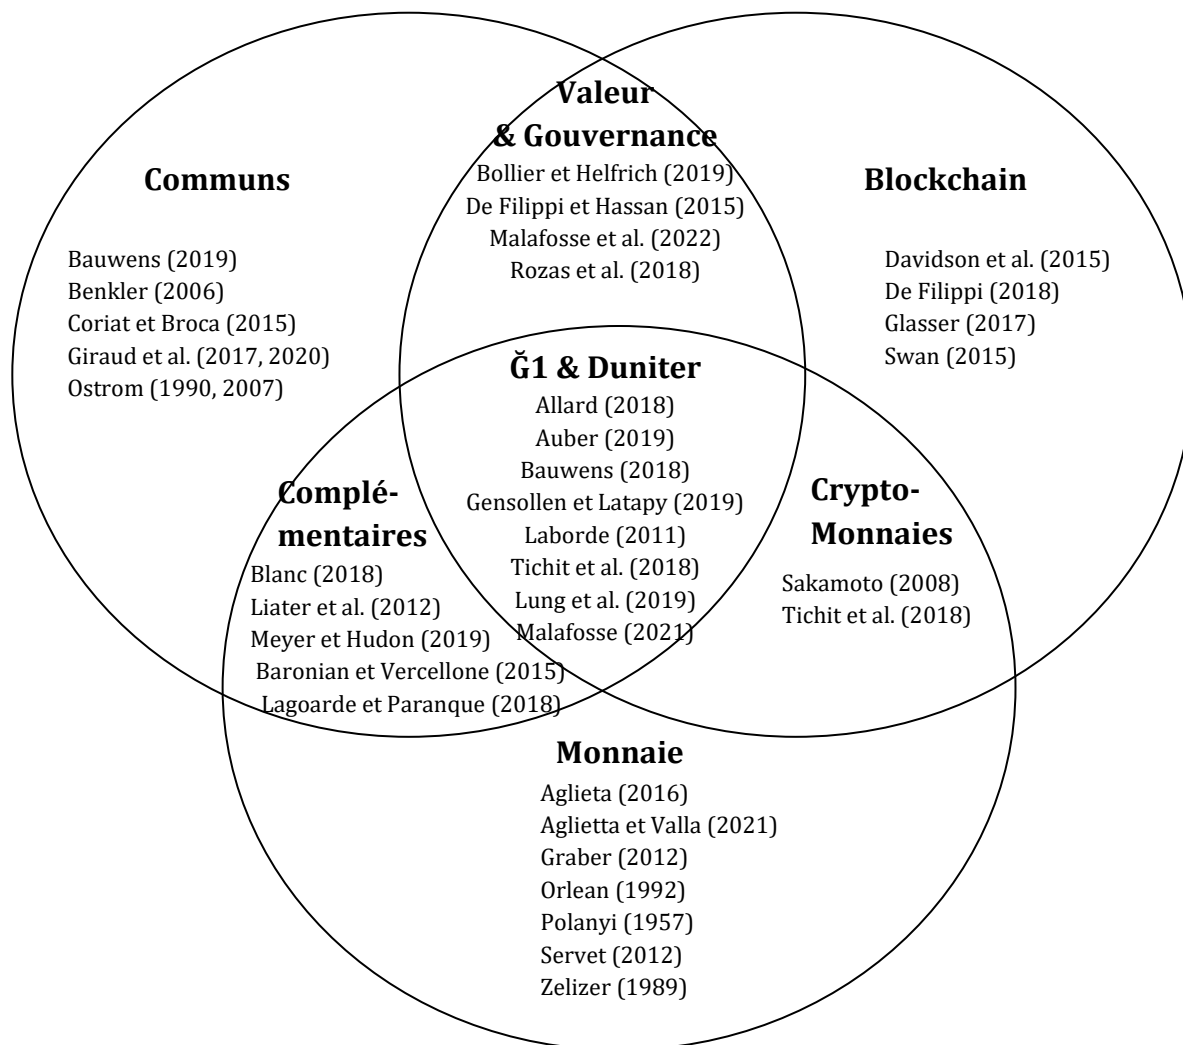 Valeur
& Gouvernance
Bollier et Helfrich (2019)
De Filippi et Hassan (2015)
Malafosse et al. (2022)
Rozas et al. (2018)
Communs
Bauwens (2019)
Benkler (2006)
Coriat et Broca (2015)
Giraud et al. (2017, 2020)
Ostrom (1990, 2007)
Blockchain
Davidson et al. (2015)
De Filippi (2018)
Glasser (2017)
Swan (2015)
Ğ1 & Duniter
Allard (2018)
Auber (2019)
Bauwens (2018)
Gensollen et Latapy (2019)
Laborde (2011)
Tichit et al. (2018)
Lung et al. (2019)
Malafosse (2021)
Complé-
mentaires
Blanc (2018)
Liater et al. (2012)
Meyer et Hudon (2019)
Baronian et Vercellone (2015)
Lagoarde et Paranque (2018)
Crypto-
Monnaies
Sakamoto (2008)
Tichit et al. (2018)
Monnaie
Aglieta (2016)
Aglietta et Valla (2021)
Graber (2012)
Orlean (1992)
Polanyi (1957)
Servet (2012)
Zelizer (1989)